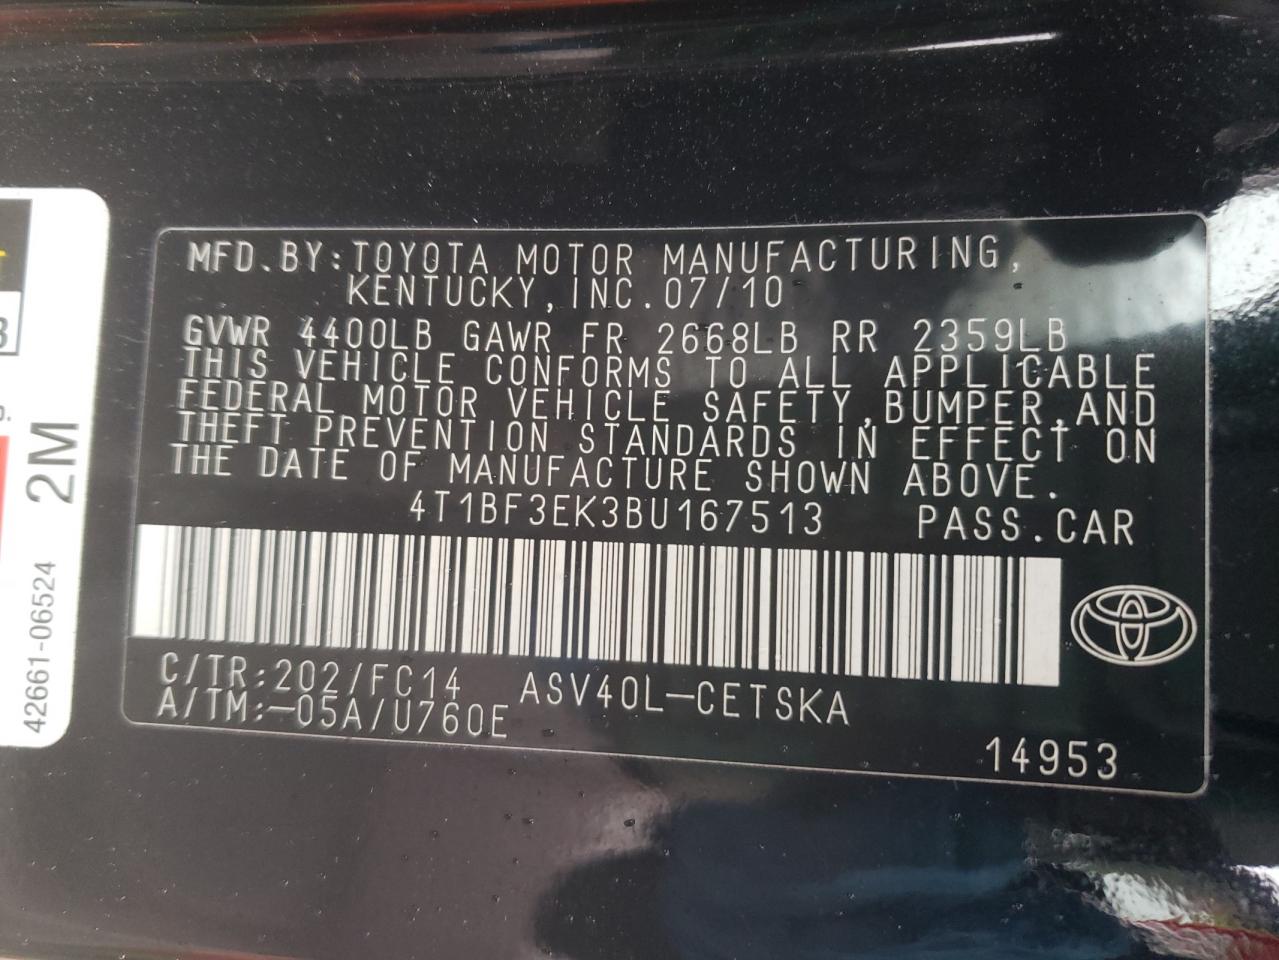 MFD.BY:TOYOTA MOTOR MANUFACTURING,
KENTUCKY,INC.07/10
GVWR 4400LB GAWR FR 2668LB RR 2359LB
THIS VEHICLE CONFORMS TO ALL APPLICABLE
FEDERAL MOTOR VEHICLE SAFETY,BUMPER,AND
THEFT PREVENTION STANDARDS IN EFFECT ON
THE DATE OF MANUFACTURE SHOWN ABOVE.
4T1BF3EK3BU167513 PASS.CAR
C/TR:202/FC14 ASV40L-CETSKA
A/TM:-05A/U760E
14953
42661-06524 2M